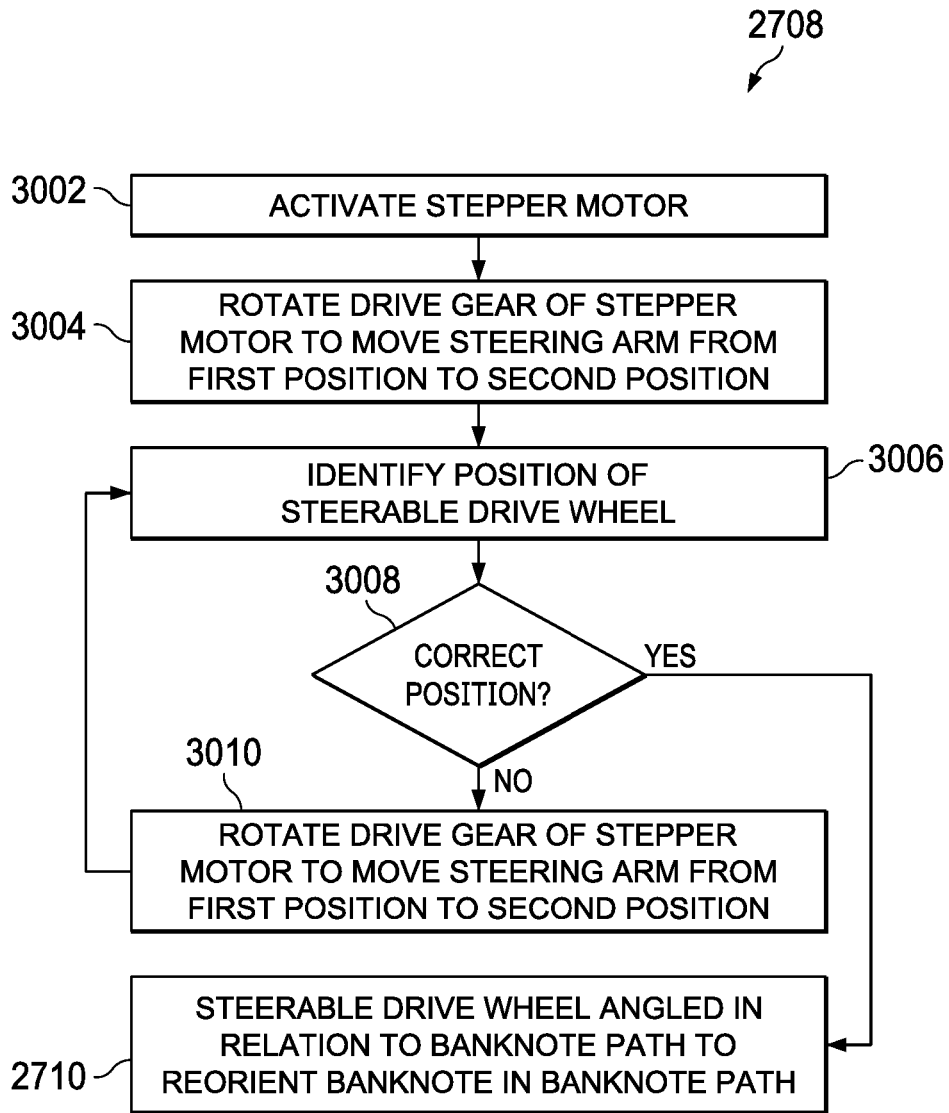 2708
3002
ACTIVATE STEPPER MOTOR
3004
ROTATE DRIVE GEAR OF STEPPER
MOTOR TO MOVE STEERING ARM FROM
FIRST POSITION TO SECOND POSITION
3006
IDENTIFY POSITION OF
STEERABLE DRIVE WHEEL
3008
CORRECT
POSITION?
YES
NO
3010
ROTATE DRIVE GEAR OF STEPPER
MOTOR TO MOVE STEERING ARM FROM
FIRST POSITION TO SECOND POSITION
2710
STEERABLE DRIVE WHEEL ANGLED IN
RELATION TO BANKNOTE PATH TO
REORIENT BANKNOTE IN BANKNOTE PATH